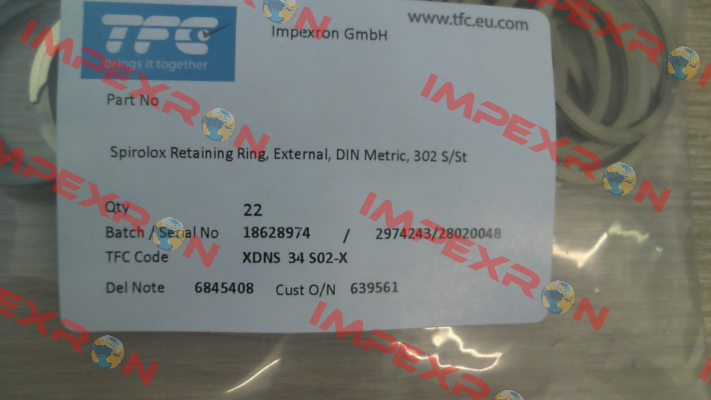 TFC
brings it together
Impexron GmbH
www.tfc.eu.com
Part No
Spirolox Retaining Ring, External, DIN Metric, 302 S/St
Qty 22
Batch / Serial No 18628974 / 2974243/28020048
TFC Code XDNS 34 S02-X
Del Note 6845408 Cust O/N 639561
IMPEXRON
IMPEXRON
IMPEXRON
IMPEXRON
IMPEXRON
IMPEXRON